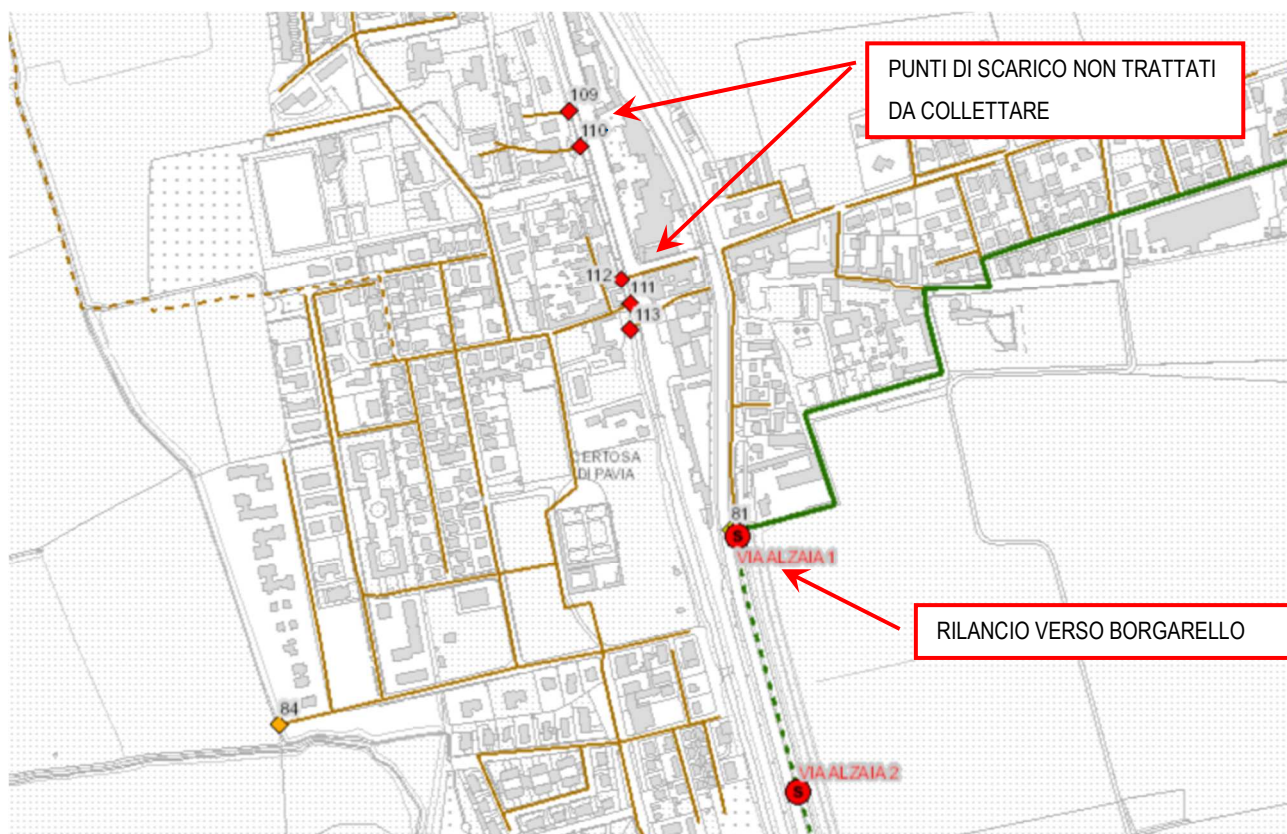 PUNTI DI SCARICO NON TRATTATI
DA COLLETTARE
109
110
112
111
113
CERTOSA
DI PAVIA
81
S
VIA ALZAIA 1
RILANCIO VERSO BORGARELLO
84
VIA ALZAIA 2
S